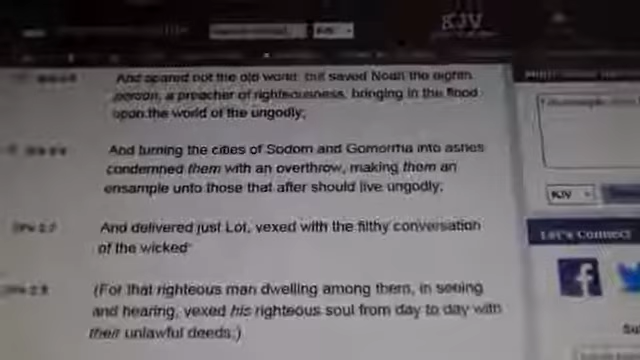 KJV
And spared not the old world, but saved Noah the eighth
person, a preacher of righteousness, bringing in the flood
upon the world of the ungodly;
And turning the cities of Sodom and Gomorrha into ashes
condemned them with an overthrow, making them an
ensample unto those that after should live ungodly;
KJV
And delivered just Lot, vexed with the filthy conversation
of the wicked:
Let's Connect
(For that righteous man dwelling among them, in seeing
and hearing, vexed his righteous soul from day to day with
their unlawful deeds;)